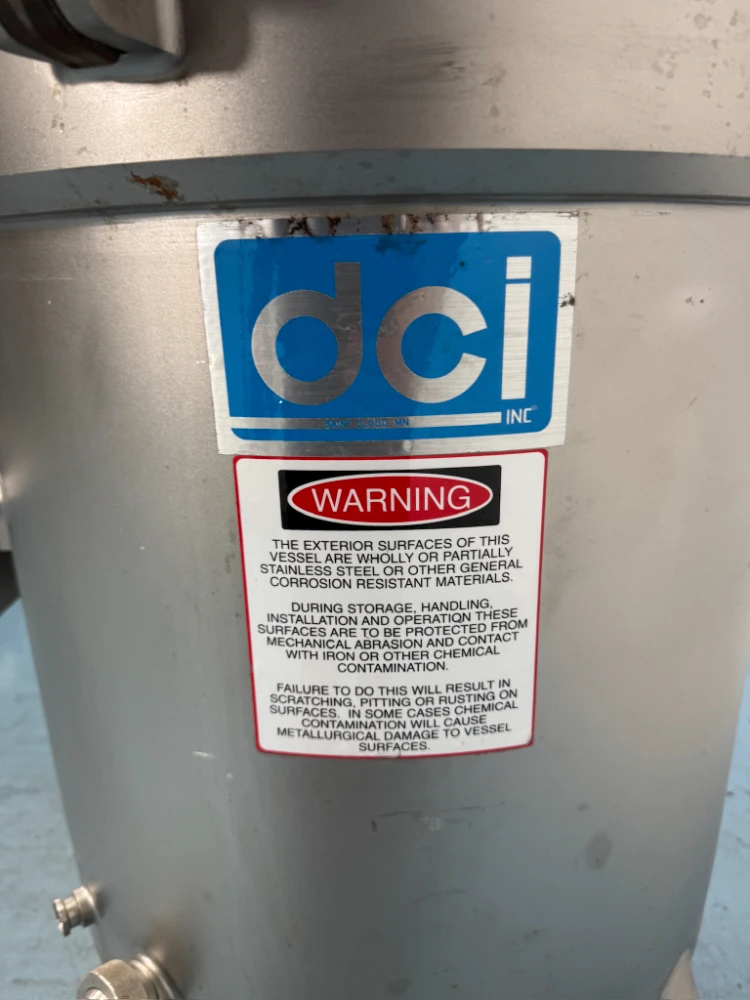 dci
SAINT CLOUD, MN
INC
WARNING
THE EXTERIOR SURFACES OF THIS
VESSEL ARE WHOLLY OR PARTIALLY
STAINLESS STEEL OR OTHER GENERAL
CORROSION RESISTANT MATERIALS.
DURING STORAGE, HANDLING,
INSTALLATION AND OPERATION THESE
SURFACES ARE TO BE PROTECTED FROM
MECHANICAL ABRASION AND CONTACT
WITH IRON OR OTHER CHEMICAL
CONTAMINATION.
FAILURE TO DO THIS WILL RESULT IN
SCRATCHING, PITTING OR RUSTING ON
SURFACES. IN SOME CASES CHEMICAL
CONTAMINATION WILL CAUSE
METALLURGICAL DAMAGE TO VESSEL
SURFACES.